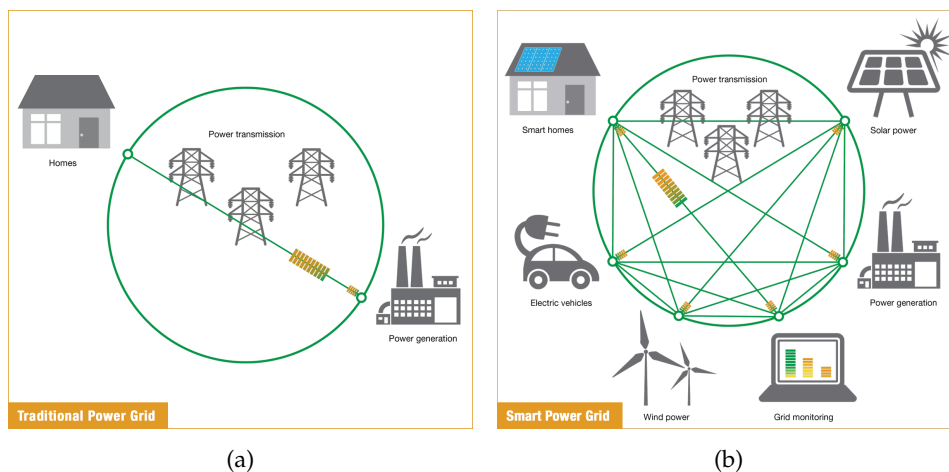 Power transmission
Homes
Power generation
Traditional Power Grid
(a)
Power transmission
Smart homes
Solar power
Electric vehicles
Power generation
Wind power
Grid monitoring
Smart Power Grid
(b)